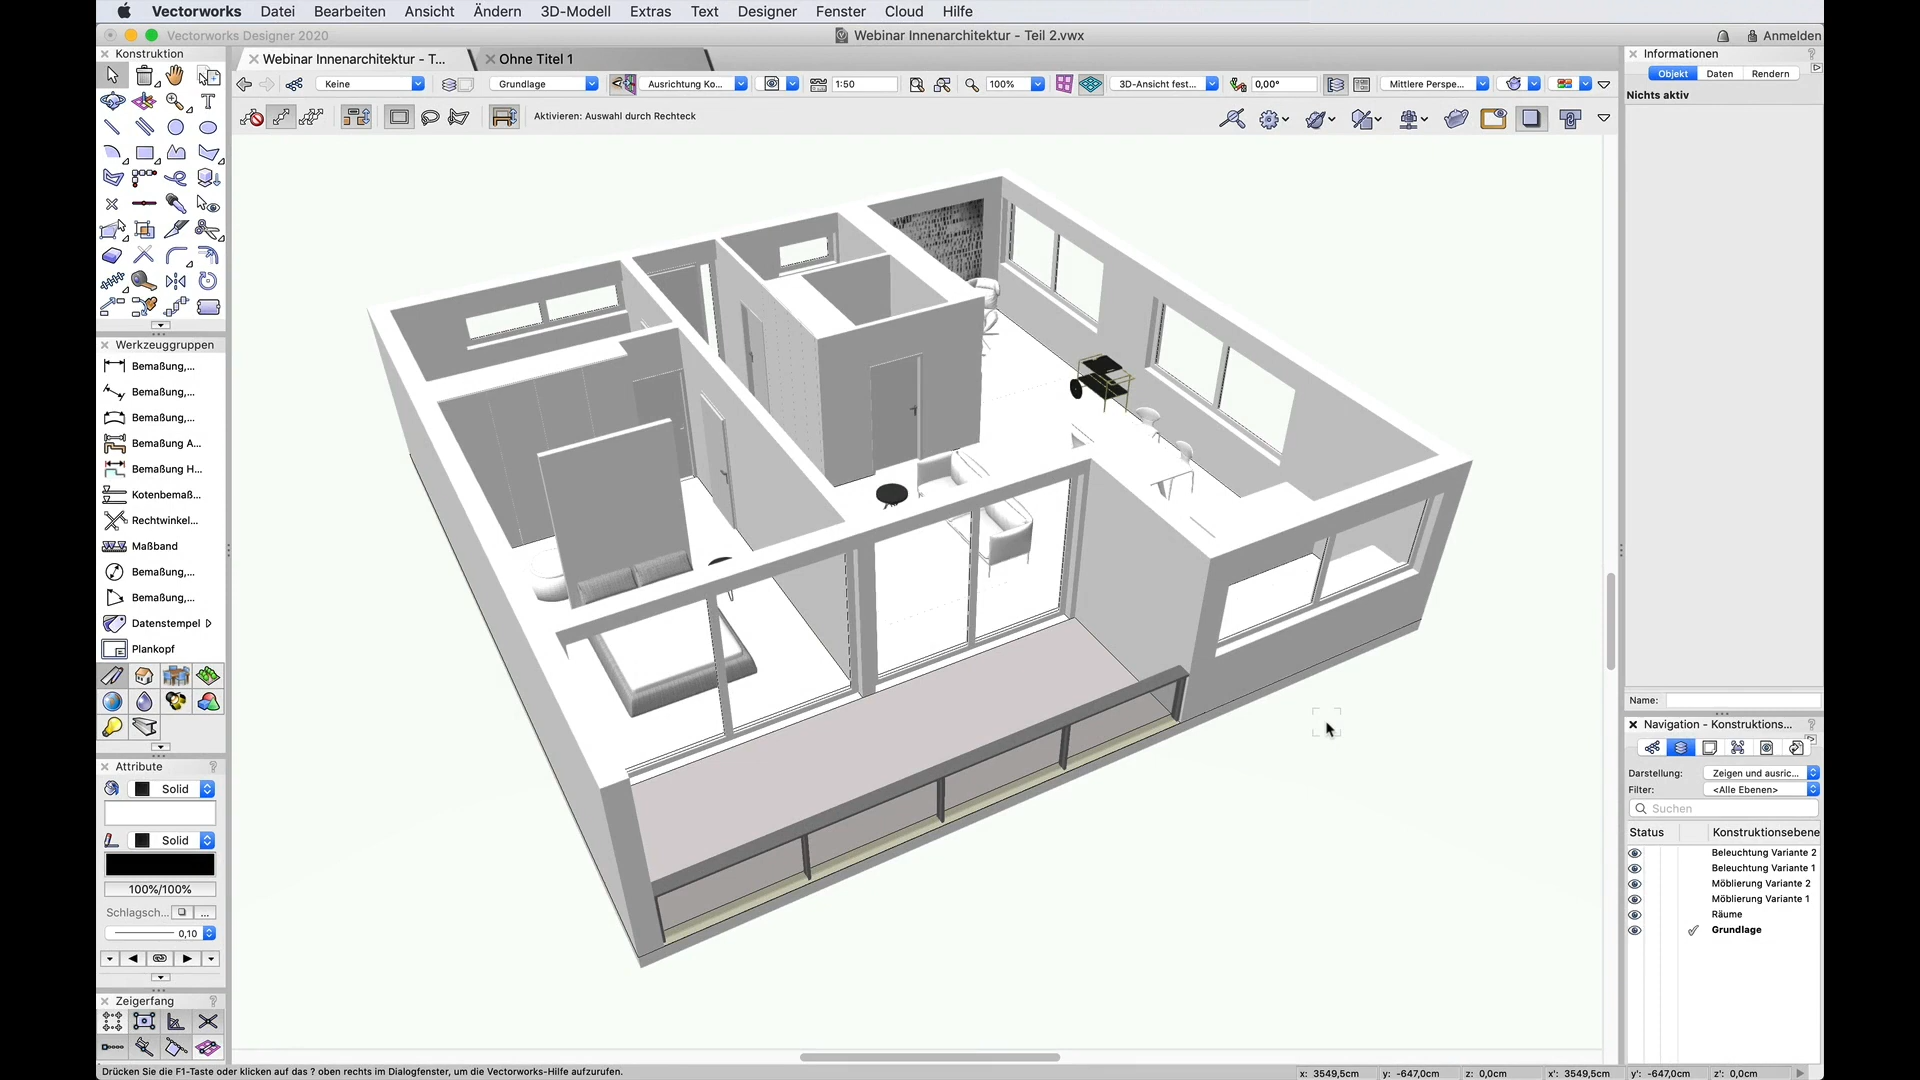 Vectorworks Datei Bearbeiten Ansicht Ändern 3D-Modell Extras Text Designer Fenster Cloud Hilfe
Vectorworks Designer 2020
Webinar Innenarchitektur - Teil 2.vwx
Anmelden
Konstruktion
Webinar Innenarchitektur - T...
Ohne Titel 1
Keine
Grundlage
Ausrichtung Ko...
1:50
100%
3D-Ansicht fest...
0,00°
Mittlere Perspe...
Aktivieren: Auswahl durch Rechteck
Werkzeuggruppen
Bemaßung,...
Bemaßung,...
Bemaßung,...
Bemaßung A...
Bemaßung H...
Kotenbemaß...
Rechtwinkel...
Maßband
Bemaßung,...
Bemaßung,...
Datenstempel
Plankopf
Attribute
Solid
Solid
100%/100%
Schlagsch...
...
0,10
Zeigerfang
Informationen
Objekt Daten Rendern
Nichts aktiv
Name:
Navigation - Konstruktions...
Darstellung: Zeigen und ausric...
Filter: <Alle Ebenen>
Suchen
Status Konstruktionsebene
Beleuchtung Variante 2
Beleuchtung Variante 1
Möblierung Variante 2
Möblierung Variante 1
Räume
Grundlage
Drücken Sie die F1-Taste oder klicken auf das ? oben rechts im Dialogfenster, um die Vectorworks-Hilfe aufzurufen.
x: 3549,5cm y: -647,0cm z: 0,0cm x': 3549,5cm y': -647,0cm z': 0,0cm